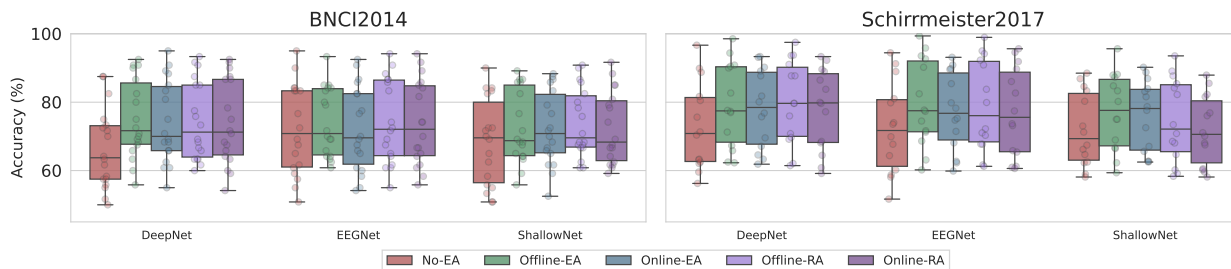 BNCI2014
Schirrmeister2017
Accuracy (%)
100
80
60
DeepNet
EEGNet
ShallowNet
DeepNet
EEGNet
ShallowNet
No-EA
Offline-EA
Online-EA
Offline-RA
Online-RA